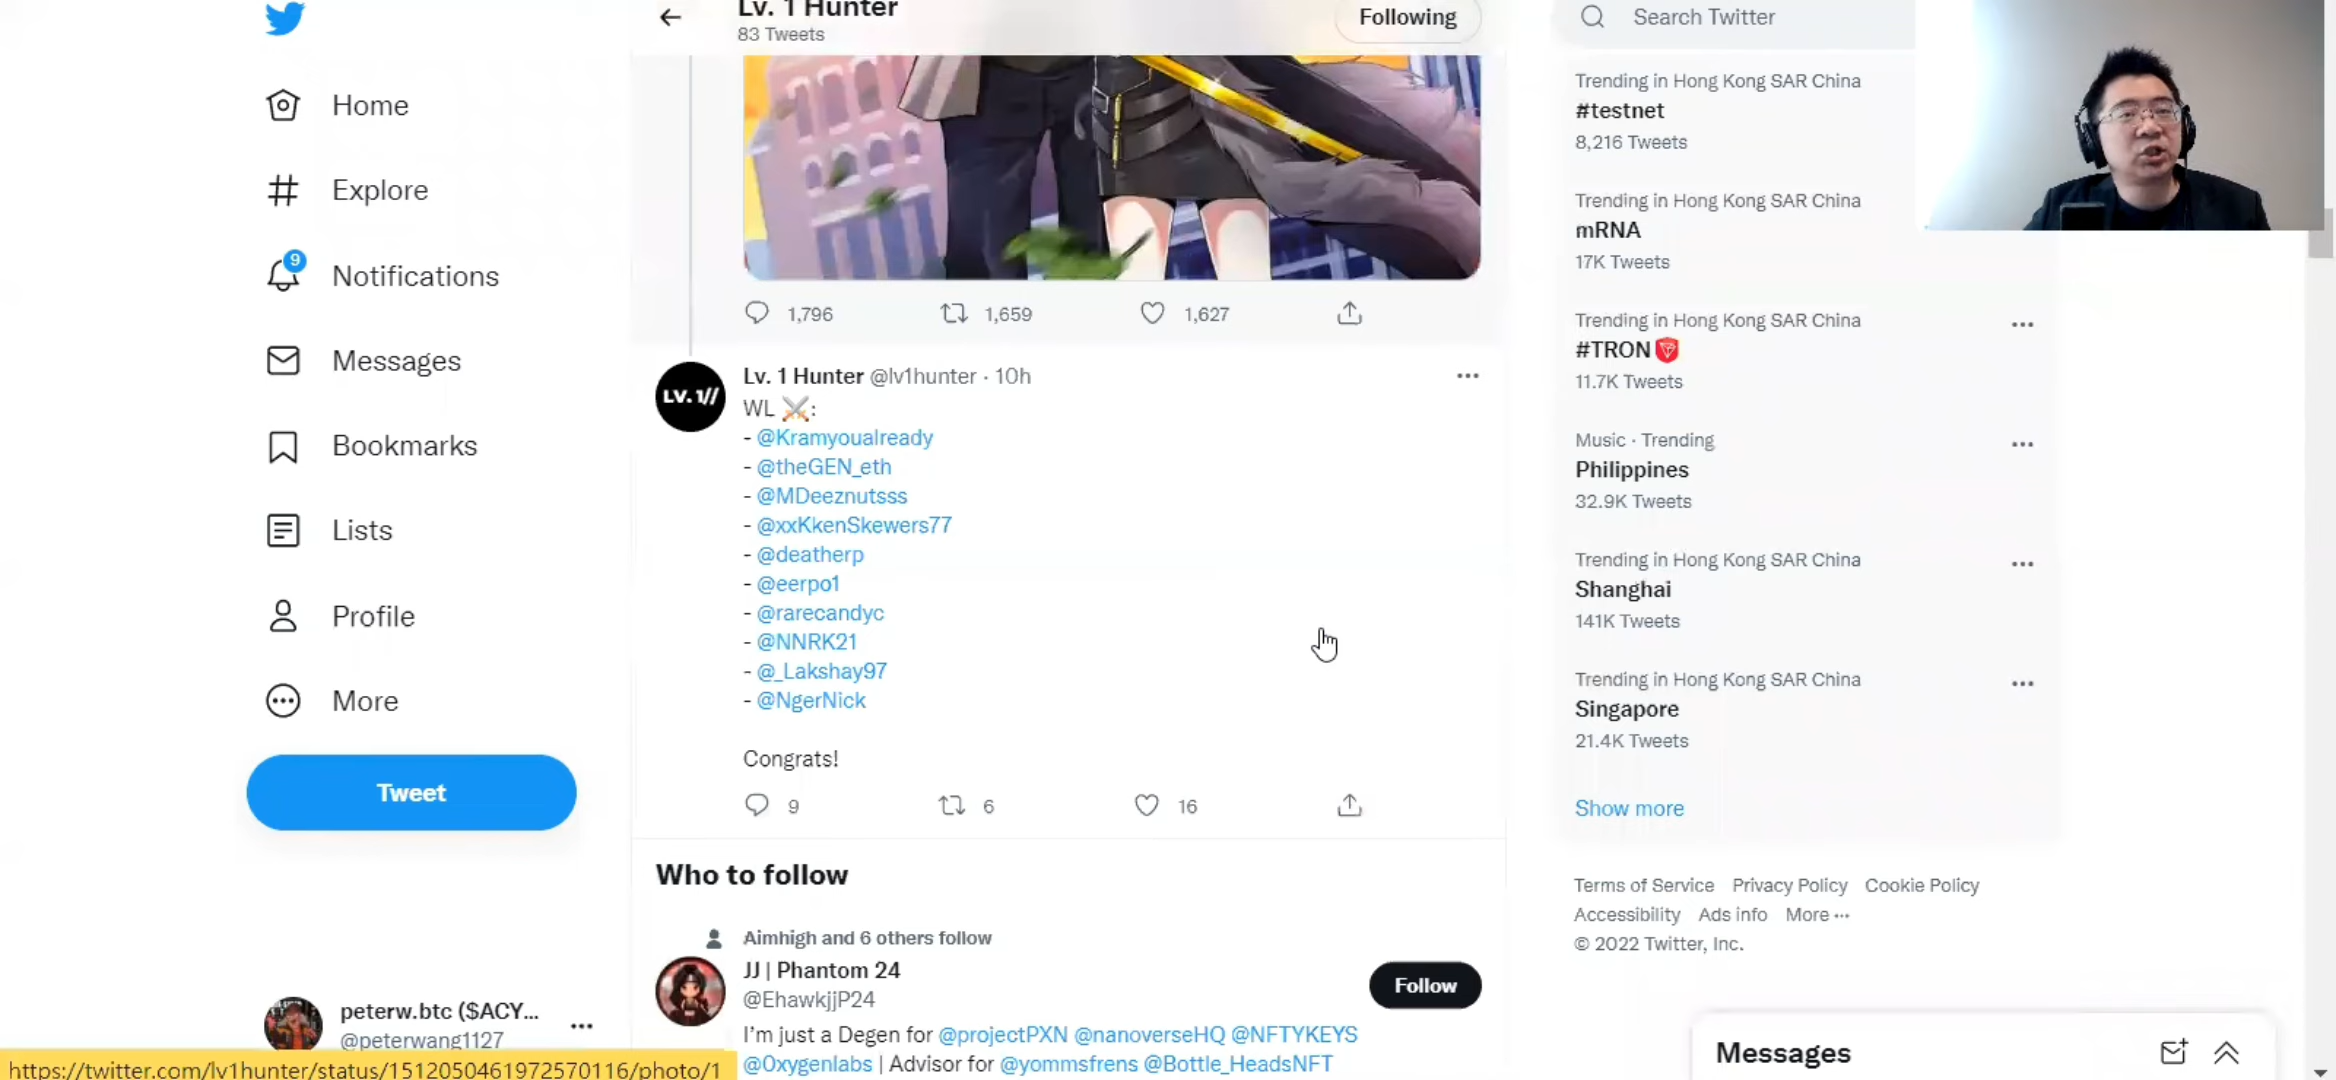 Home
Explore
9
Notifications
Messages
Bookmarks
Lists
Profile
More
Tweet
peterw.btc ($ACY...
@peterwang1127
https://twitter.com/lv1hunter/status/1512050461972570116/photo/1
Lv. 1 Hunter
83 Tweets
Following
1,796 1,659 1,627
LV. 1//
Lv. 1 Hunter @lv1hunter · 10h
WL ⚔️:
- @Kramyoualready
- @theGEN_eth
- @MDeeznutsss
- @xxKkenSkewers77
- @deatherp
- @eerpo1
- @rarecandyc
- @NNRK21
- @_Lakshay97
- @NgerNick
Congrats!
9 6 16
Who to follow
Aimhigh and 6 others follow
JJ | Phantom 24
@EhawkjjP24
Follow
I'm just a Degen for @projectPXN @nanoverseHQ @NFTYKEYS
@0xygenlabs | Advisor for @yommsfrens @Bottle_HeadsNFT
Search Twitter
Trending in Hong Kong SAR China
#testnet
8,216 Tweets
Trending in Hong Kong SAR China
mRNA
17K Tweets
Trending in Hong Kong SAR China
#TRON
11.7K Tweets
Music · Trending
Philippines
32.9K Tweets
Trending in Hong Kong SAR China
Shanghai
141K Tweets
Trending in Hong Kong SAR China
Singapore
21.4K Tweets
Show more
Terms of Service Privacy Policy Cookie Policy
Accessibility Ads info More ···
© 2022 Twitter, Inc.
Messages